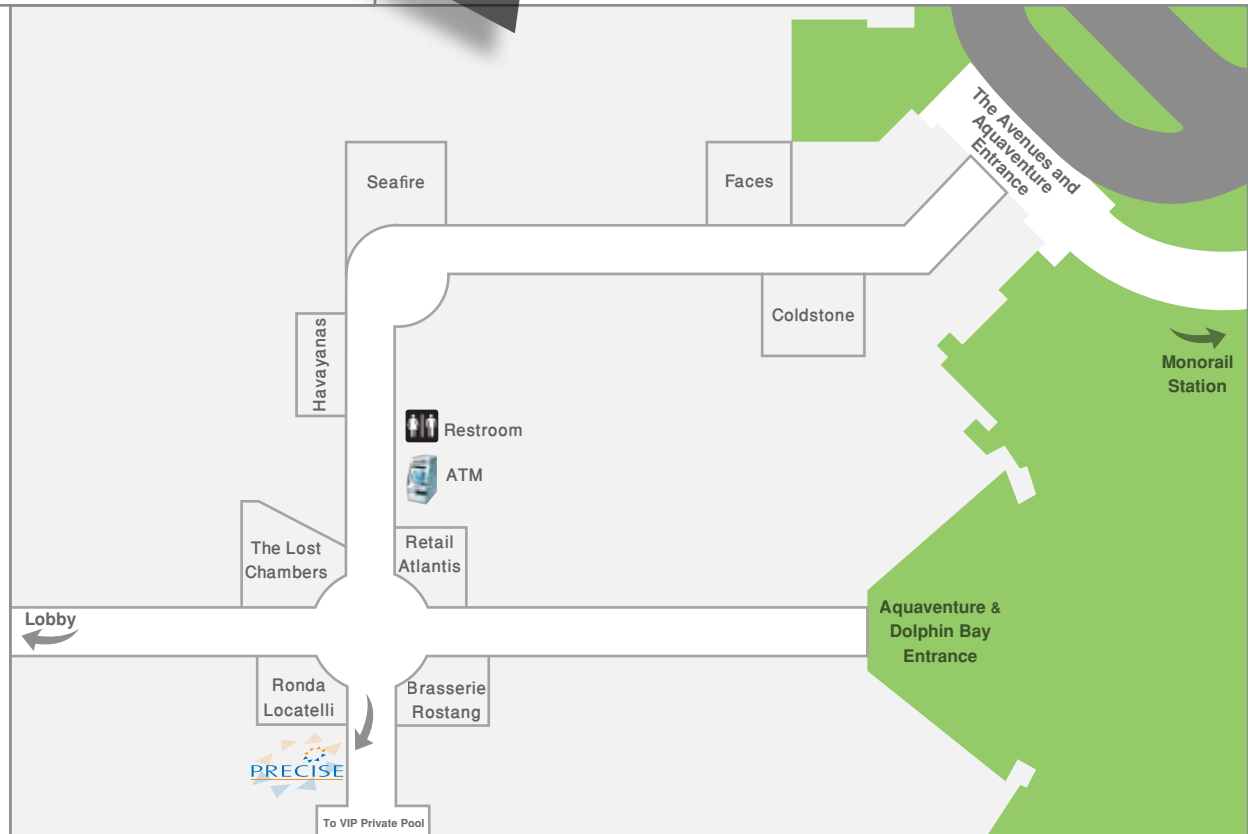 The Avenues and
Aquaventure
Entrance
Seafire
Faces
Coldstone
Havayanas
Monorail
Station
Restroom
ATM
The Lost
Chambers
Retail
Atlantis
Lobby
Aquaventure &
Dolphin Bay
Entrance
Ronda
Locatelli
Brasserie
Rostang
PRECISE
To VIP Private Pool